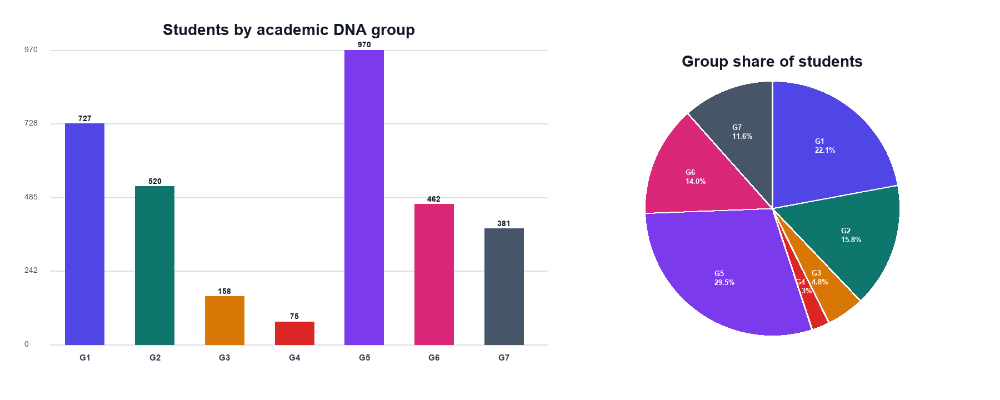 Students by academic DNA group
970
728
485
242
0
727
520
158
75
970
462
381
G1
G2
G3
G4
G5
G6
G7
Group share of students
G7
11.6%
G1
22.1%
G6
14.0%
G2
15.8%
G5
29.5%
G4
3%
G3
4.8%